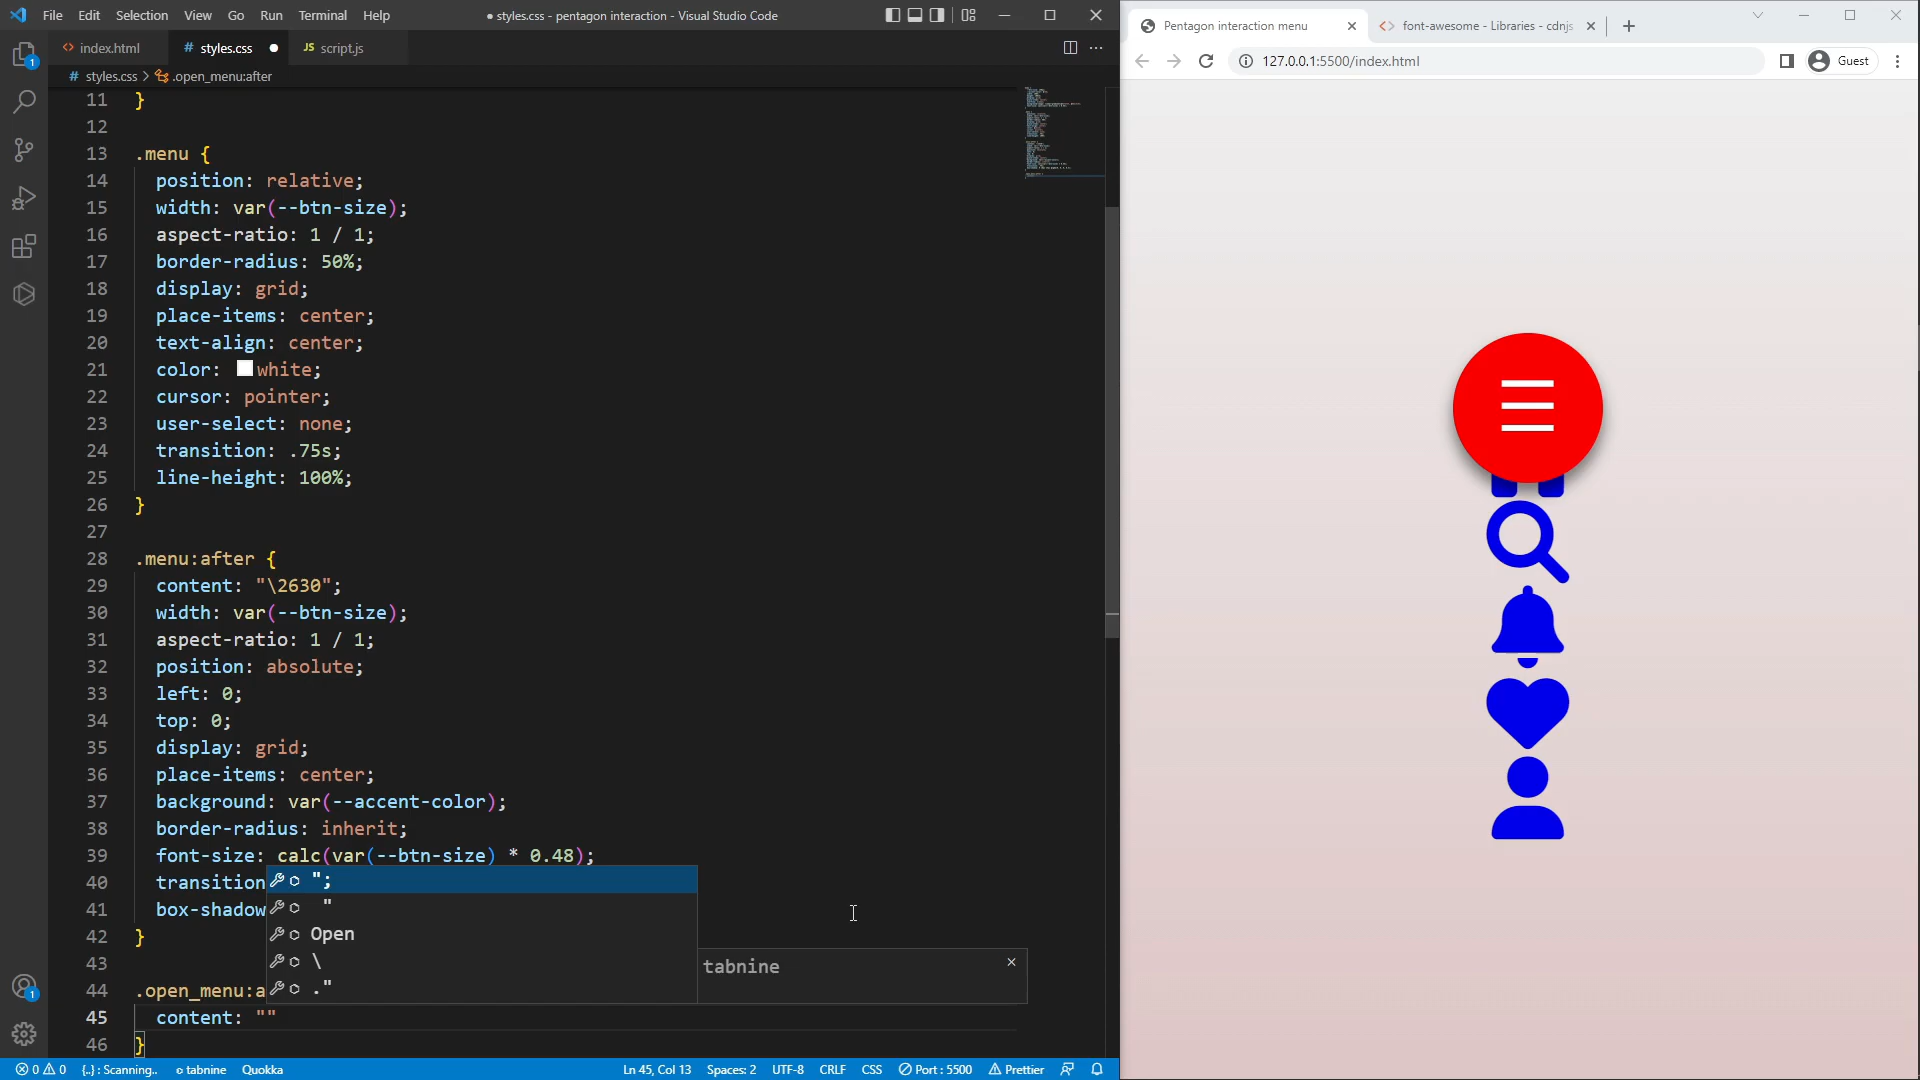 File Edit Selection View Go Run Terminal Help
● styles.css - pentagon interaction - Visual Studio Code
<> index.html
# styles.css ●
JS script.js
# styles.css > .open_menu:after
11 }
12
13 .menu {
14 position: relative;
15 width: var(--btn-size);
16 aspect-ratio: 1 / 1;
17 border-radius: 50%;
18 display: grid;
19 place-items: center;
20 text-align: center;
21 color: white;
22 cursor: pointer;
23 user-select: none;
24 transition: .75s;
25 line-height: 100%;
26 }
27
28 .menu:after {
29 content: "\2630";
30 width: var(--btn-size);
31 aspect-ratio: 1 / 1;
32 position: absolute;
33 left: 0;
34 top: 0;
35 display: grid;
36 place-items: center;
37 background: var(--accent-color);
38 border-radius: inherit;
39 font-size: calc(var(--btn-size) * 0.48);
40 transition
";
41 box-shadow
"
42 }
Open
43
\
tabnine
44 .open_menu:a
."
45 content: ""
46 }
1
1
0 0 {..} : Scanning.. tabnine Quokka Ln 45, Col 13 Spaces: 2 UTF-8 CRLF CSS Port : 5500 Prettier
Pentagon interaction menu
<> font-awesome - Libraries - cdnjs
127.0.0.1:5500/index.html
Guest